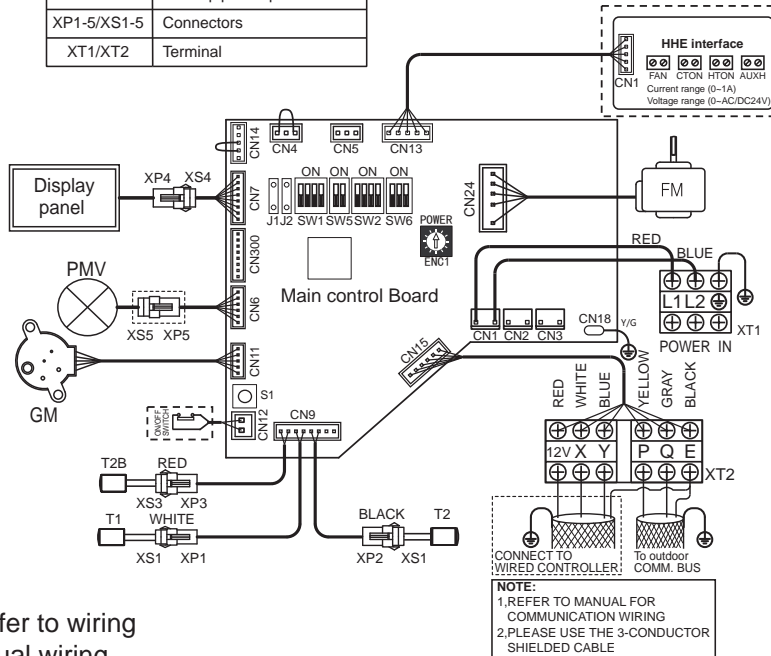 XP1-5/XS1-5 Connectors
XT1/XT2 Terminal
HHE interface
CN1
FAN CTON HTON AUXH
Current range (0~1A)
Voltage range (0~AC/DC24V)
CN14
CN4
CN5
CN13
Display
panel
XP4 XS4
CN7
ON ON ON ON
J1 J2 SW1 SW5 SW2 SW6
POWER
ENC1
CN24
FM
CN300
Main control Board
RED
BLUE
L1 L2
XT1
POWER IN
PMV
XS5 XP5
CN6
CN1 CN2 CN3
CN18
Y/G
GM
CN11
CN15
S1
ON/OFF
SWITCH
CN12
CN9
RED
WHITE
BLUE
YELLOW
GRAY
BLACK
12V X Y P Q E
XT2
T2B RED
XS3 XP3
T1 WHITE
XS1 XP1
BLACK T2
XP2 XS1
CONNECT TO
WIRED CONTROLLER
To outdoor
COMM. BUS
NOTE:
1,REFER TO MANUAL FOR
COMMUNICATION WIRING
2,PLEASE USE THE 3-CONDUCTOR
SHIELDED CABLE
fer to wiring